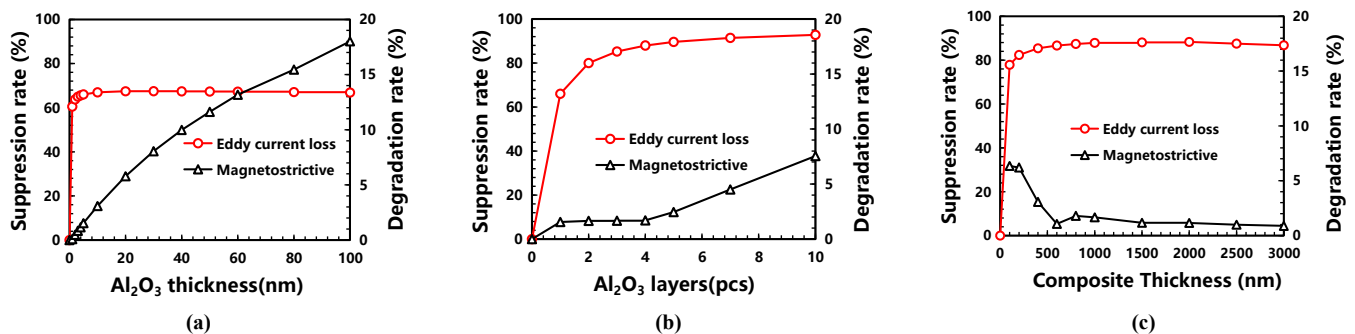 100
80
60
40
20
0
Suppression rate (%)
20
15
10
5
0
Degradation rate (%)
Eddy current loss
Magnetostrictive
0 20 40 60 80 100
Al₂O₃ thickness(nm)
(a)
100
80
60
40
20
0
Suppression rate (%)
20
15
10
5
0
Degradation rate (%)
Eddy current loss
Magnetostrictive
0 2 4 6 8 10
Al₂O₃ layers(pcs)
(b)
100
80
60
40
20
0
Suppression rate (%)
20
15
10
5
0
Degradation rate (%)
Eddy current loss
Magnetostrictive
0 500 1000 1500 2000 2500 3000
Composite Thickness (nm)
(c)